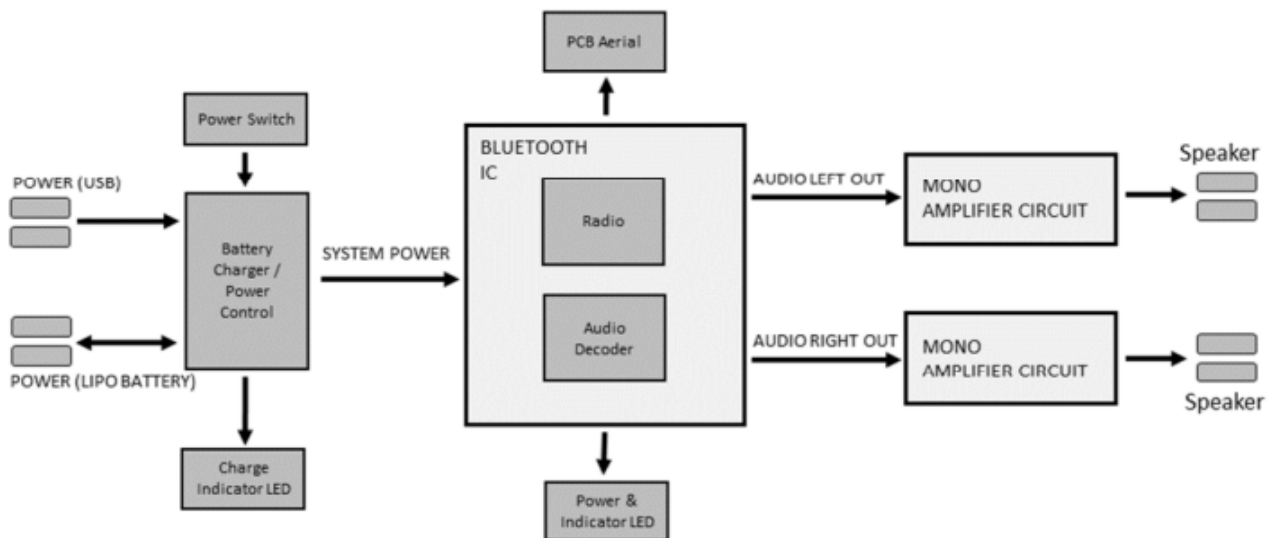 PCB Aerial
Power Switch
BLUETOOTH
IC
Speaker
POWER (USB)
AUDIO LEFT OUT
MONO
AMPLIFIER CIRCUIT
Radio
Battery
Charger /
Power
Control
SYSTEM POWER
Audio
Decoder
AUDIO RIGHT OUT
MONO
AMPLIFIER CIRCUIT
POWER (LIPO BATTERY)
Speaker
Charge
Indicator LED
Power &
Indicator LED